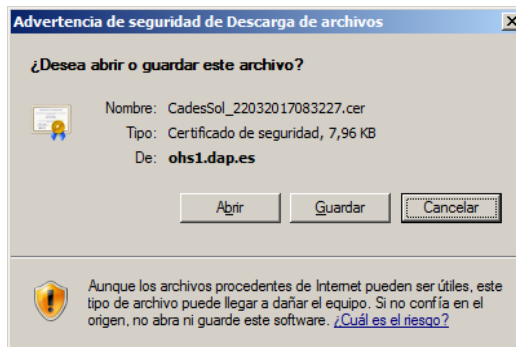 Advertencia de seguridad de Descarga de archivos
¿Desea abrir o guardar este archivo?
Nombre: CadesSol_22032017083227.cer
Tipo: Certificado de seguridad, 7,96 KB
De: ohs1.dap.es
Abrir Guardar Cancelar
Aunque los archivos procedentes de Internet pueden ser útiles, este
tipo de archivo puede llegar a dañar el equipo. Si no confía en el
origen, no abra ni guarde este software. ¿Cuál es el riesgo?